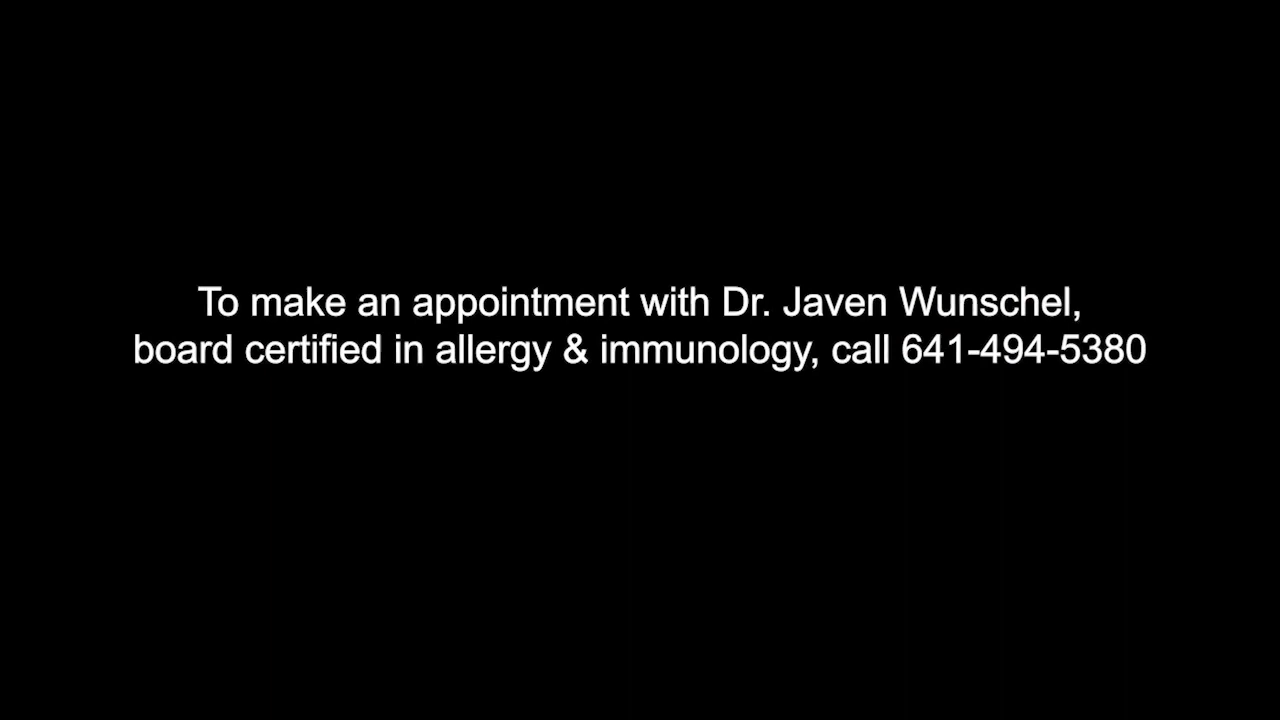 To make an appointment with Dr. Javen Wunschel,
board certified in allergy & immunology, call 641-494-5380